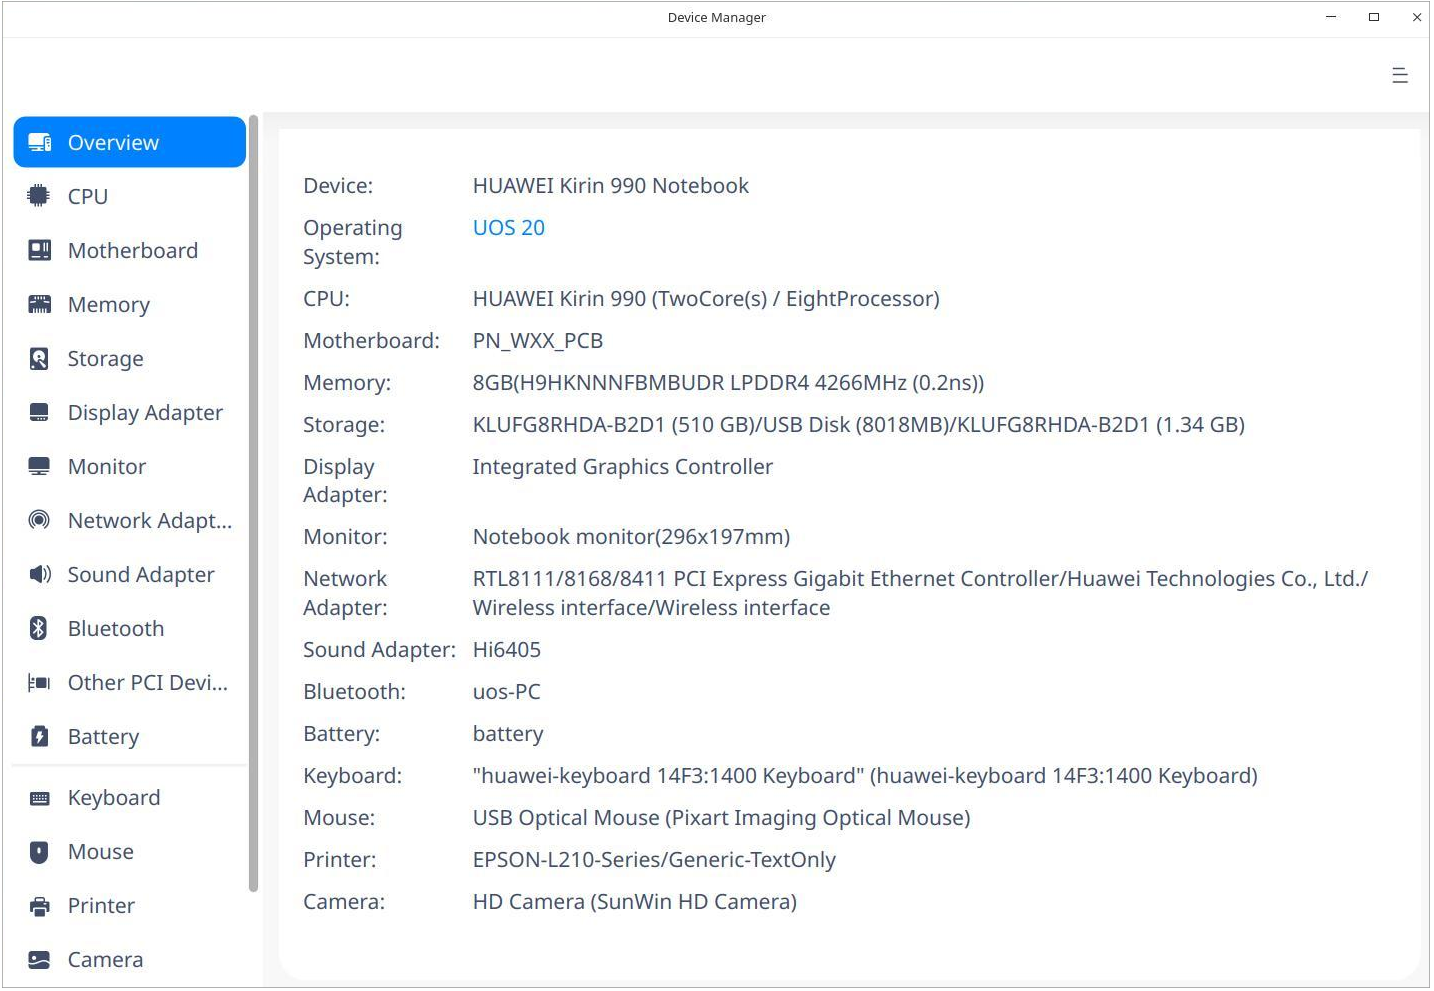 Device Manager
Overview
CPU
Motherboard
Memory
Storage
Display Adapter
Monitor
Network Adapt...
Sound Adapter
Bluetooth
Other PCI Devi...
Battery
Keyboard
Mouse
Printer
Camera
Device: HUAWEI Kirin 990 Notebook
Operating UOS 20
System:
CPU: HUAWEI Kirin 990 (TwoCore(s) / EightProcessor)
Motherboard: PN_WXX_PCB
Memory: 8GB(H9HKNNNFBMBUDR LPDDR4 4266MHz (0.2ns))
Storage: KLUFG8RHDA-B2D1 (510 GB)/USB Disk (8018MB)/KLUFG8RHDA-B2D1 (1.34 GB)
Display Integrated Graphics Controller
Adapter:
Monitor: Notebook monitor(296x197mm)
Network RTL8111/8168/8411 PCI Express Gigabit Ethernet Controller/Huawei Technologies Co., Ltd./
Adapter: Wireless interface/Wireless interface
Sound Adapter: Hi6405
Bluetooth: uos-PC
Battery: battery
Keyboard: "huawei-keyboard 14F3:1400 Keyboard" (huawei-keyboard 14F3:1400 Keyboard)
Mouse: USB Optical Mouse (Pixart Imaging Optical Mouse)
Printer: EPSON-L210-Series/Generic-TextOnly
Camera: HD Camera (SunWin HD Camera)